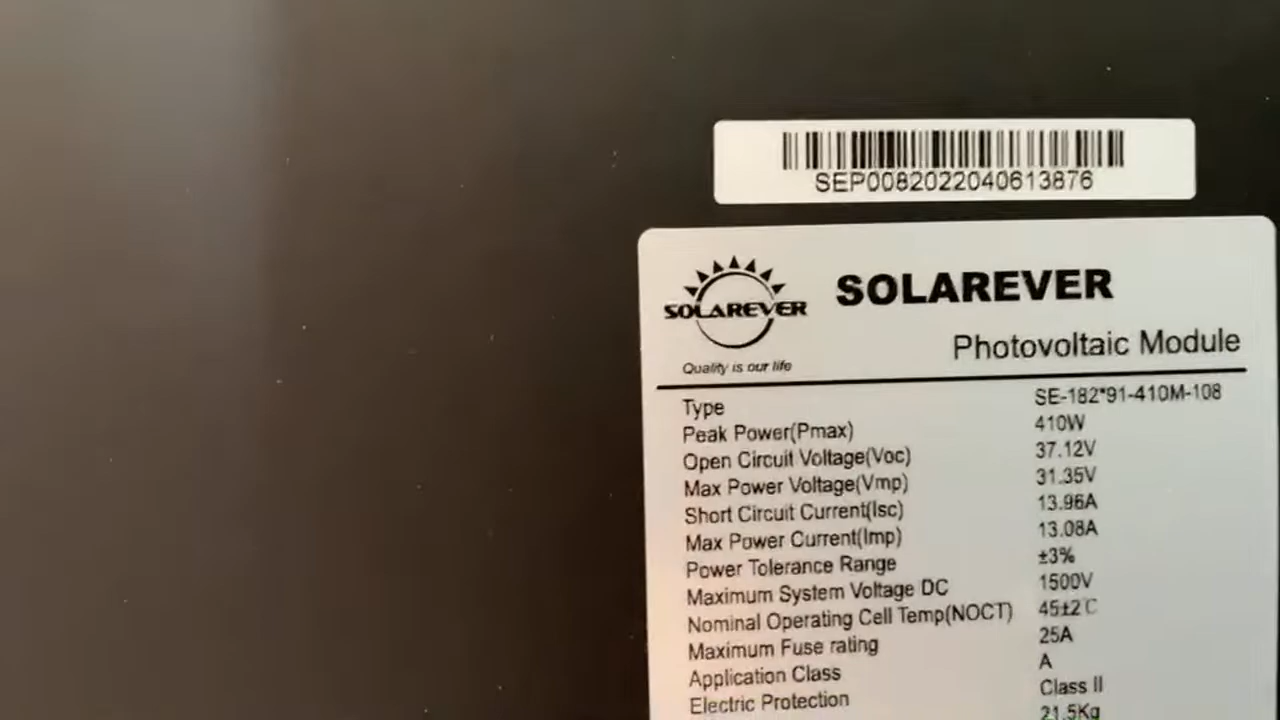 SEP0082022040613876
SOLAREVER
SOLAREVER
Quality is our life
Photovoltaic Module
Type SE-182*91-410M-108
Peak Power(Pmax) 410W
Open Circuit Voltage(Voc) 37.12V
Max Power Voltage(Vmp) 31.35V
Short Circuit Current(Isc) 13.96A
Max Power Current(Imp) 13.08A
Power Tolerance Range ±3%
Maximum System Voltage DC 1500V
Nominal Operating Cell Temp(NOCT) 45±2℃
Maximum Fuse rating 25A
Application Class A
Electric Protection Class II
21.5Kg